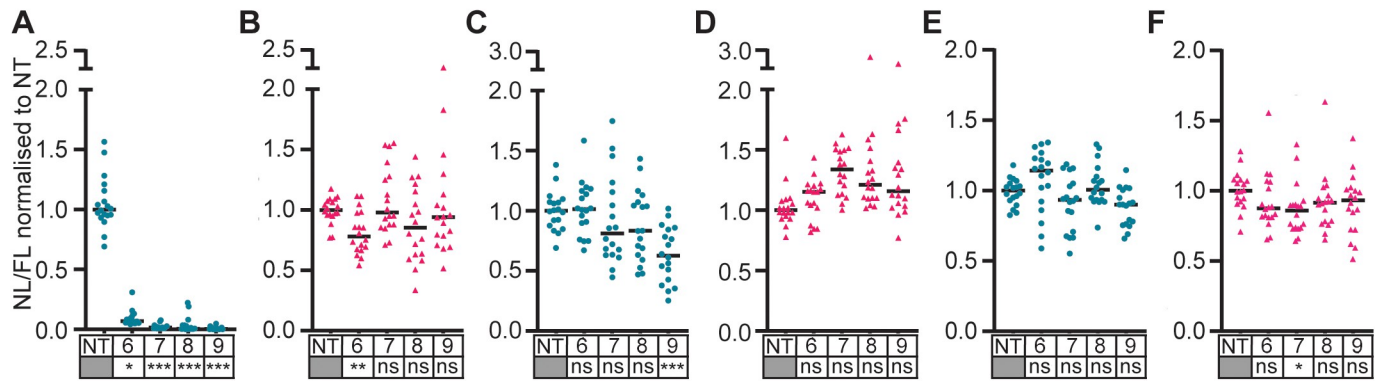 A B C D E F
NL/FL normalised to NT
2.5 2.5 3.0 3.0 2.0 2.0
2.0 2.0 2.0 2.0
1.5 1.5 1.5 1.5 1.5 1.5
1.0 1.0 1.0 1.0 1.0 1.0
0.5 0.5 0.5 0.5 0.5 0.5
0.0 0.0 0.0 0.0 0.0 0.0
NT 6 7 8 9 NT 6 7 8 9 NT 6 7 8 9 NT 6 7 8 9 NT 6 7 8 9 NT 6 7 8 9
* *** *** *** ** ns ns ns ns ns ns *** ns ns ns ns ns ns ns ns ns * ns ns